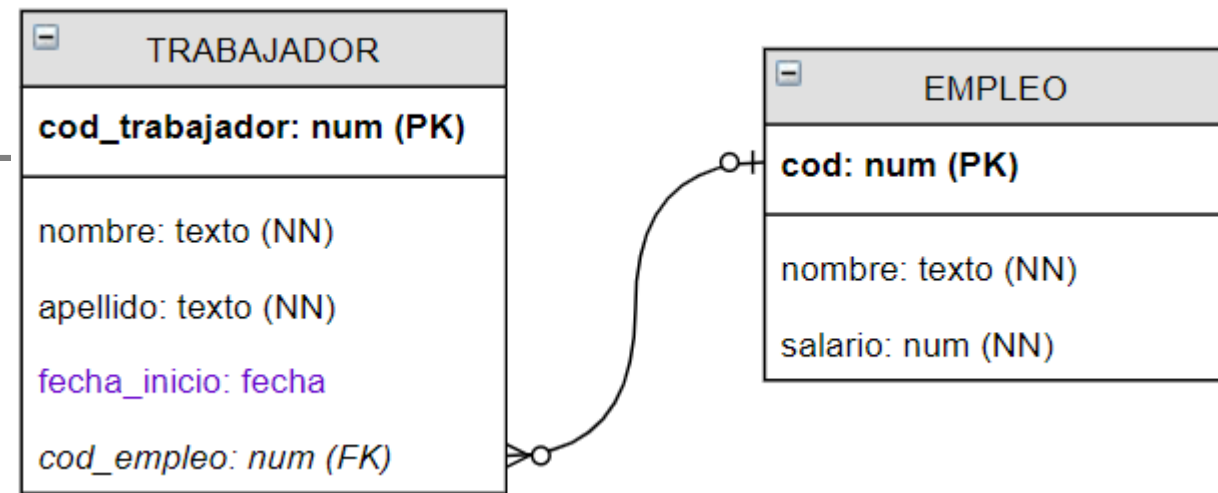 TRABAJADOR
cod_trabajador: num (PK)
nombre: texto (NN)
apellido: texto (NN)
fecha_inicio: fecha
cod_empleo: num (FK)
EMPLEO
cod: num (PK)
nombre: texto (NN)
salario: num (NN)